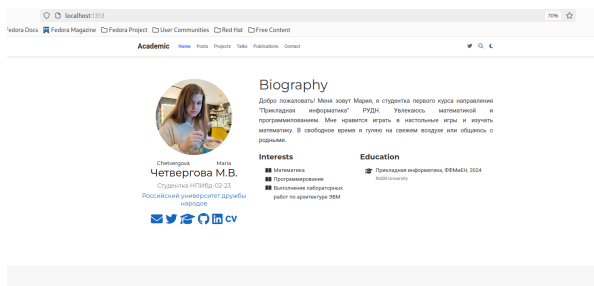 localhost:1313
70%
Fedora Docs Fedora Magazine Fedora Project User Communities Red Hat Free Content
Academic Home Posts Projects Talks Publications Contact
Biography
Добро пожаловать! Меня зовут Мария, я студентка первого курса направления
"Прикладная информатика" РУДН. Увлекаюсь математикой и
программированием. Мне нравится играть в настольные игры и изучать
математику. В свободное время я гуляю на свежем воздухе или общаюсь с
родными.
Chetvergova Maria
Четвергова М.В.
Студентка НПИбд-02-23
Российский университет дружбы
народов
CV
Interests
Математика
Программирование
Выполнение лабораторных
работ по архитектуре ЭВМ
Education
Прикладная информатика, ФФМиЕН, 2024
RUDN University